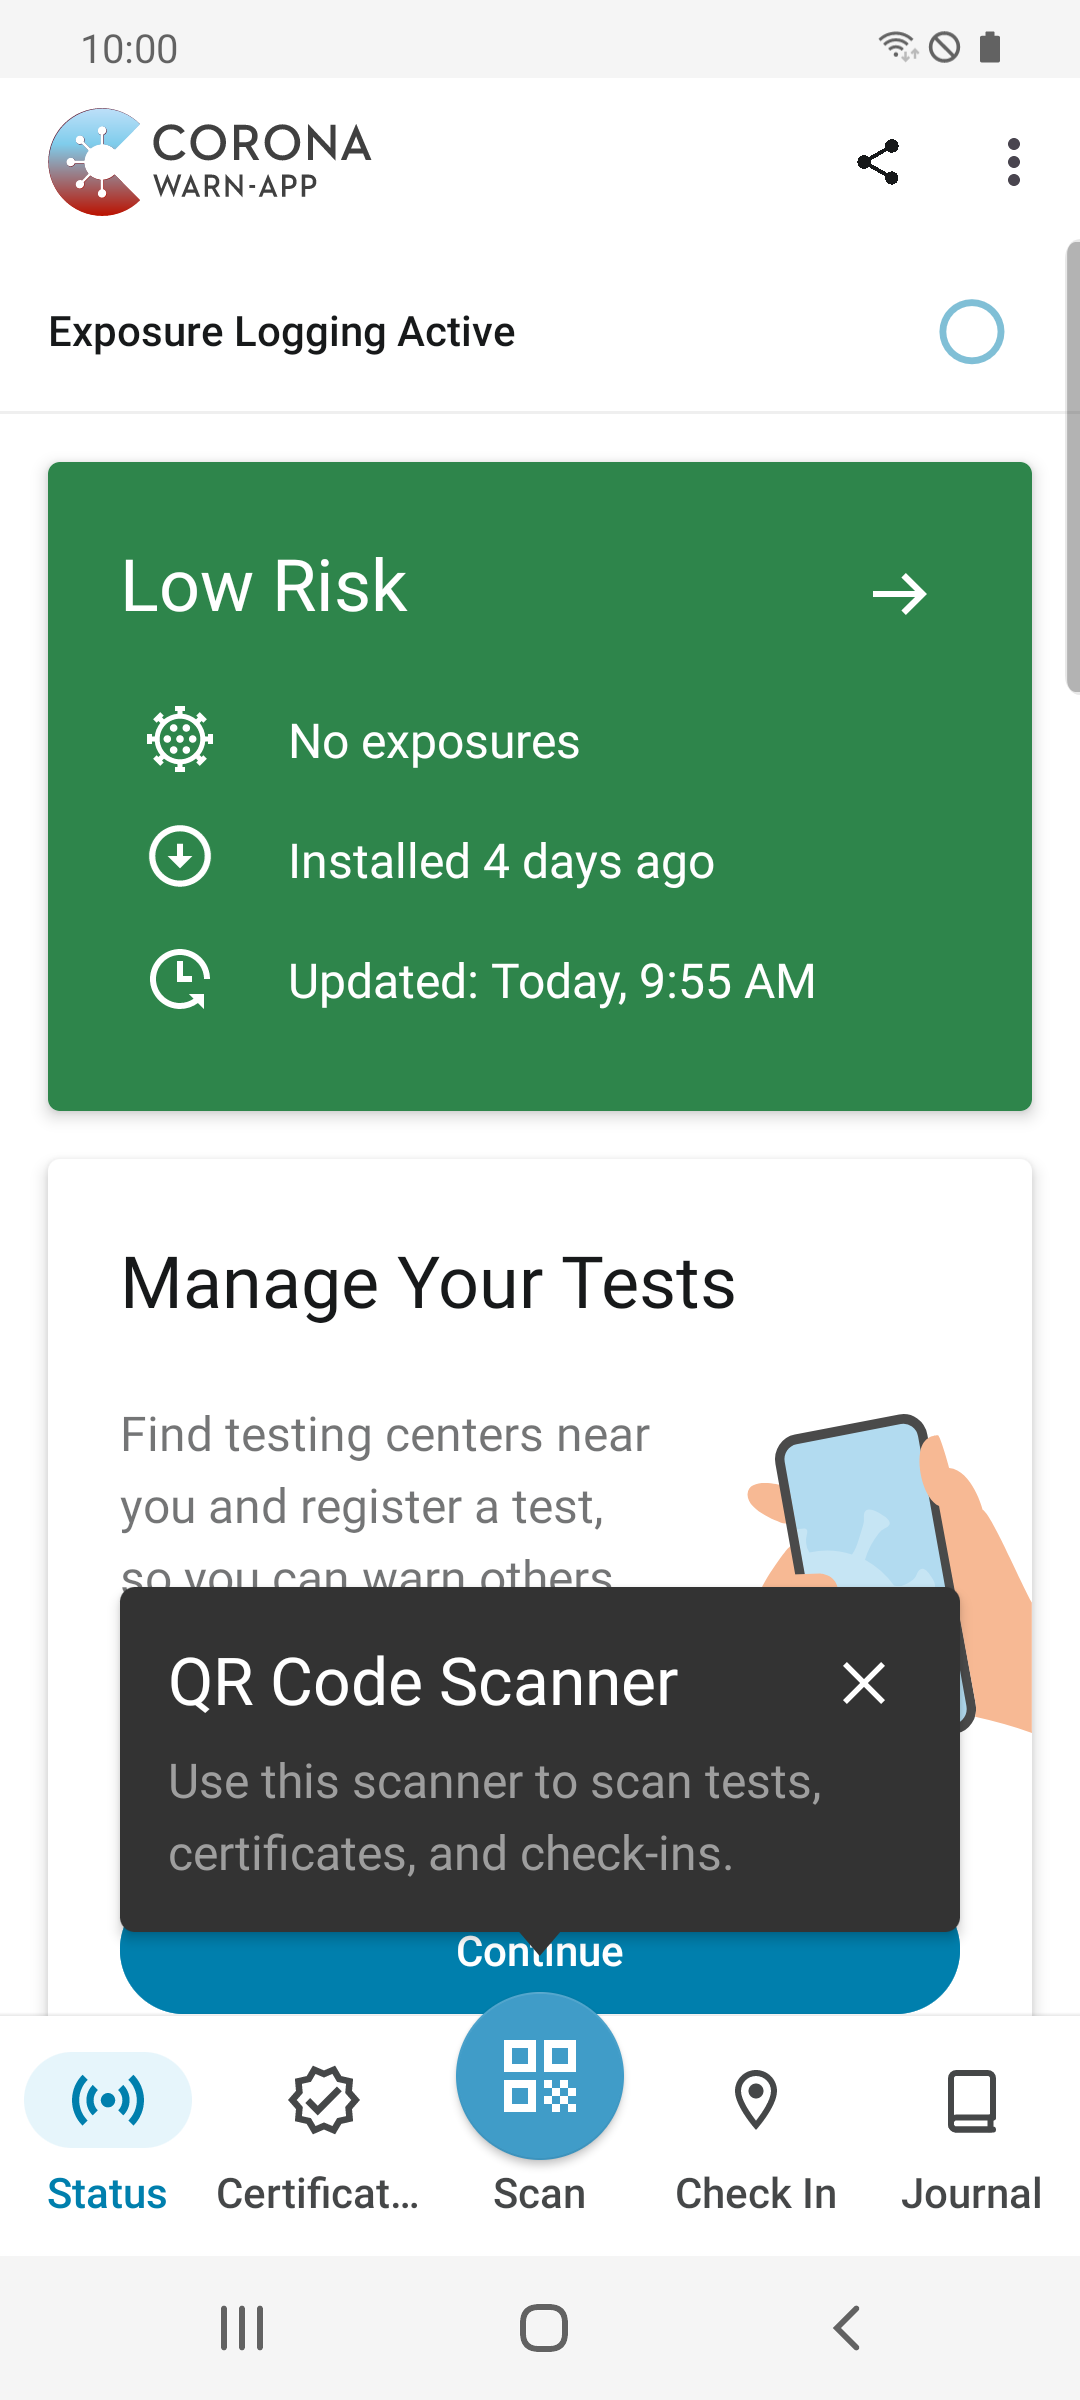 10:00
CORONA
WARN-APP
Exposure Logging Active
Low Risk
No exposures
Installed 4 days ago
Updated: Today, 9:55 AM
Manage Your Tests
Find testing centers near
you and register a test,
so you can warn others
QR Code Scanner
Use this scanner to scan tests,
certificates, and check-ins.
Continue
Status
Certificat...
Scan
Check In
Journal